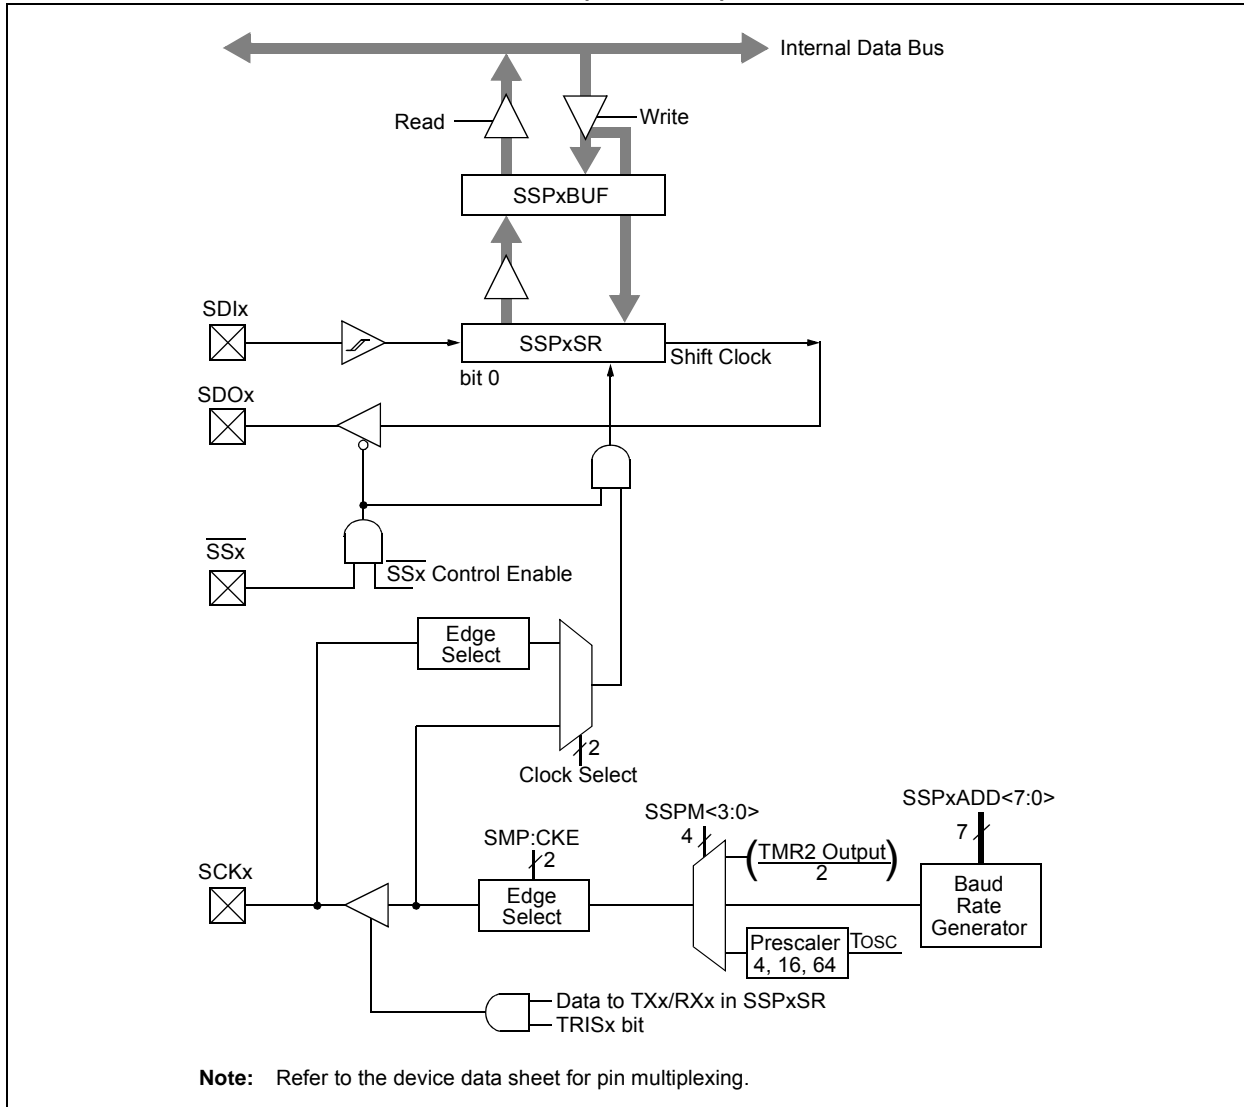 Internal Data Bus
Read
Write
SSPxBUF
SDIx
SSPxSR
Shift Clock
bit 0
SDOx
SSx
SSx Control Enable
Edge
Select
2
Clock Select
SSPxADD<7:0>
SSPM<3:0>
4
7
SMP:CKE
2
(TMR2 Output)
2
SCKx
Edge
Select
Baud
Rate
Generator
Prescaler
4, 16, 64
TOSC
Data to TXx/RXx in SSPxSR
TRISx bit
Note: Refer to the device data sheet for pin multiplexing.